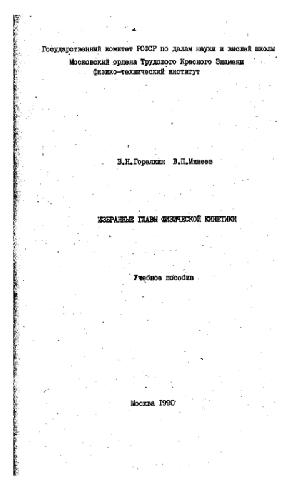 Государственный комитет РСФСР по делам науки и высшей школы
Московский ордена Трудового Красного Знамени
физико-технический институт
В.Н.Горелкин В.П.Минеев
ИЗБРАННЫЕ ГЛАВЫ ФИЗИЧЕСКОЙ КИНЕТИКИ
Учебное пособие
Москва 1990